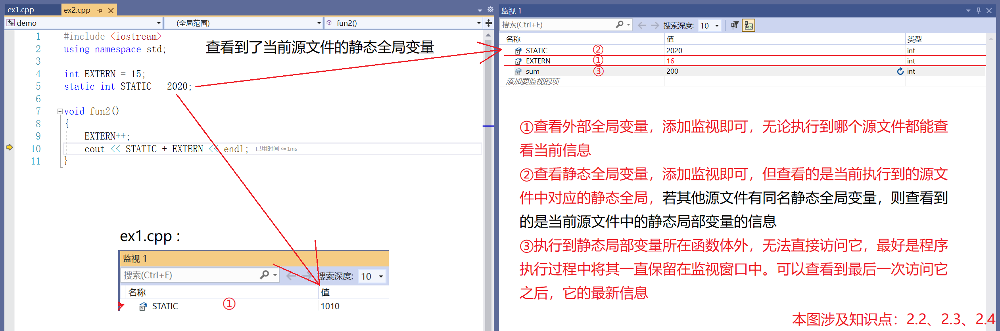 ex1.cpp
ex2.cpp
demo
(全局范围)
fun2()
1 #include <iostream>
2 using namespace std;
3
4 int EXTERN = 15;
5 static int STATIC = 2020;
6
7 void fun2()
8 {
9 EXTERN++;
10 cout << STATIC + EXTERN << endl; 已用时间 <= 1ms
11 }
查看到了当前源文件的静态全局变量
ex1.cpp：
监视 1
搜索(Ctrl+E)
搜索深度: 10
名称 值
STATIC ① 1010
监视 1
搜索(Ctrl+E)
搜索深度: 10
名称 值 类型
STATIC ② 2020 int
EXTERN ① 16 int
sum ③ 200 int
添加要监视的项
①查看外部全局变量，添加监视即可，无论执行到哪个源文件都能查
看当前信息
②查看静态全局变量，添加监视即可，但查看的是当前执行到的源文
件中对应的静态全局，若其他源文件有同名静态全局变量，则查看到
的是当前源文件中的静态局部变量的信息
③执行到静态局部变量所在函数体外，无法直接访问它，最好是程序
执行过程中将其一直保留在监视窗口中。可以查看到最后一次访问它
之后，它的最新信息
本图涉及知识点：2.2、2.3、2.4